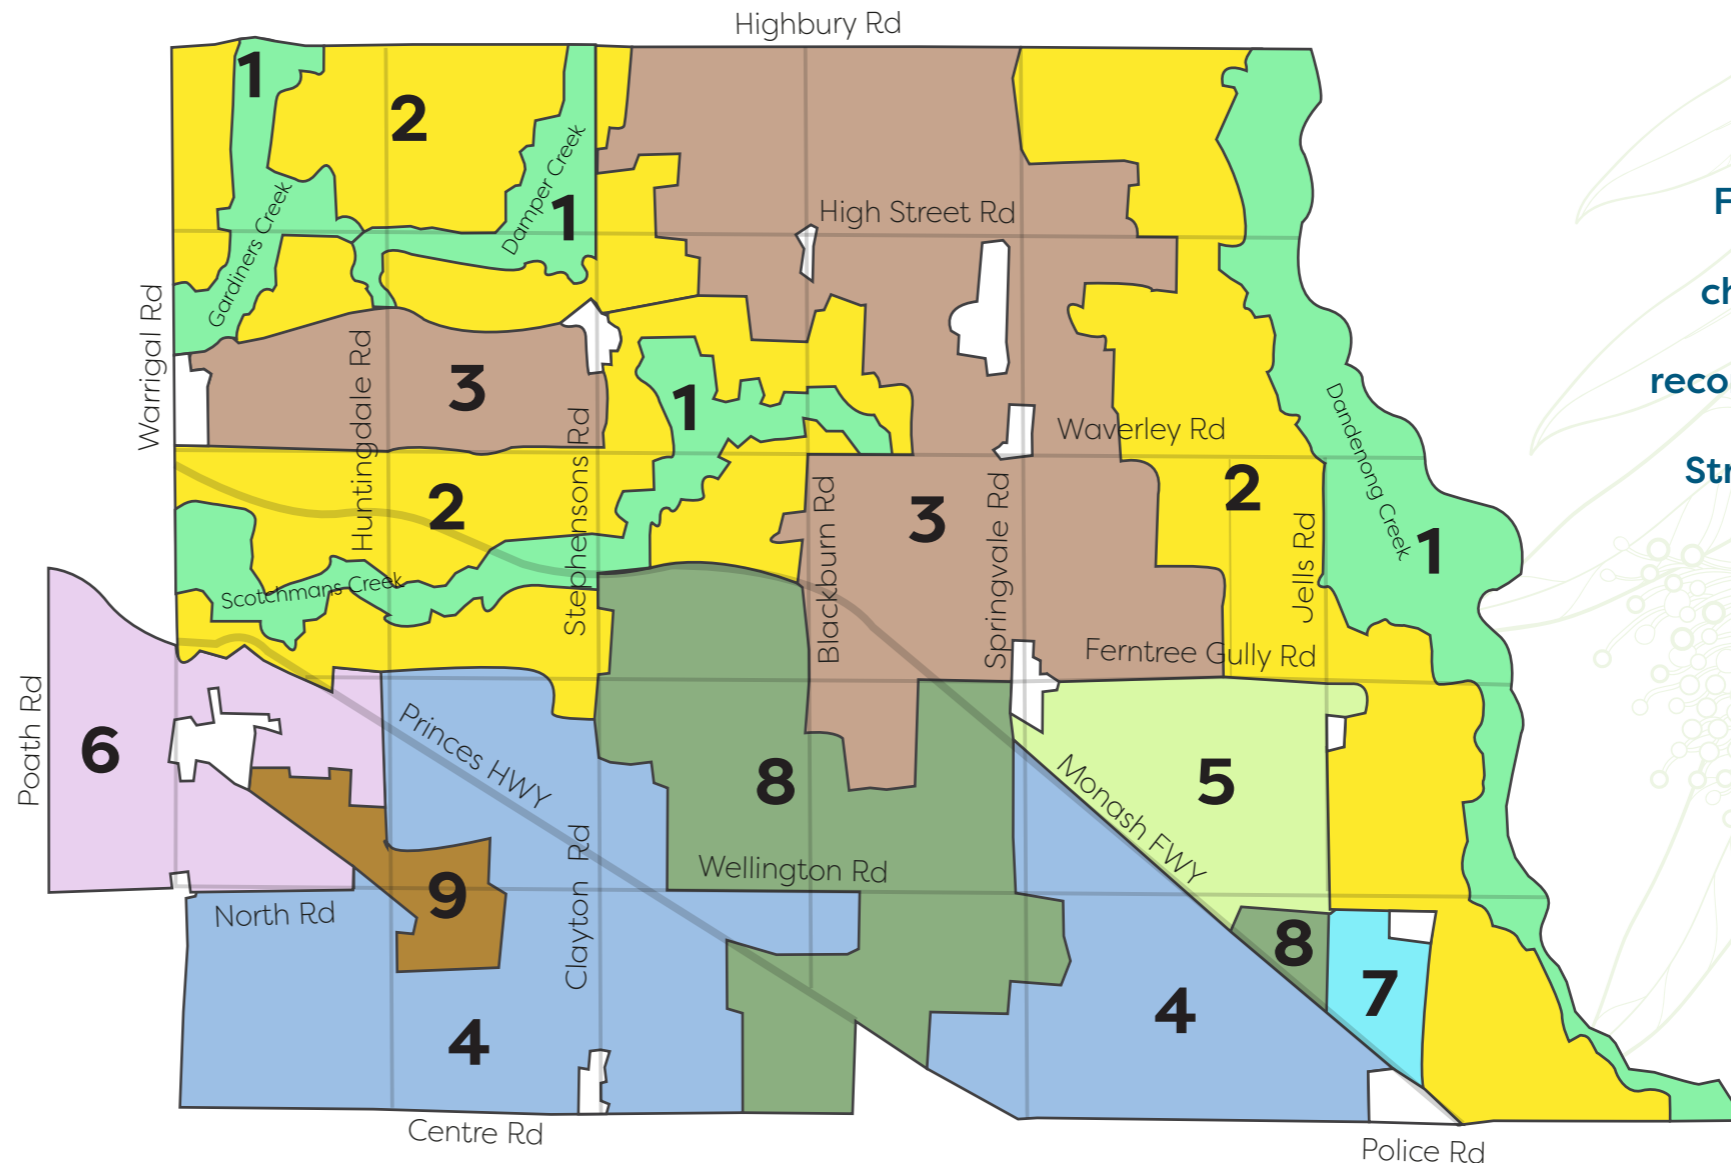 Highbury Rd
1
2
Damper Creek
1
Gardiners Creek
High Street Rd
F
ch
Warrigal Rd
Huntingdale Rd
3
1
Stephensons Rd
reco
Waverley Rd
Dandenong Creek
Str
2
3
2
Blackburn Rd
Springvale Rd
Jells Rd
1
Scotchmans Creek
Ferntree Gully Rd
Poath Rd
6
Princes HWY
8
Monash FWY
5
Wellington Rd
Clayton Rd
9
North Rd
8
7
4
4
Centre Rd
Police Rd